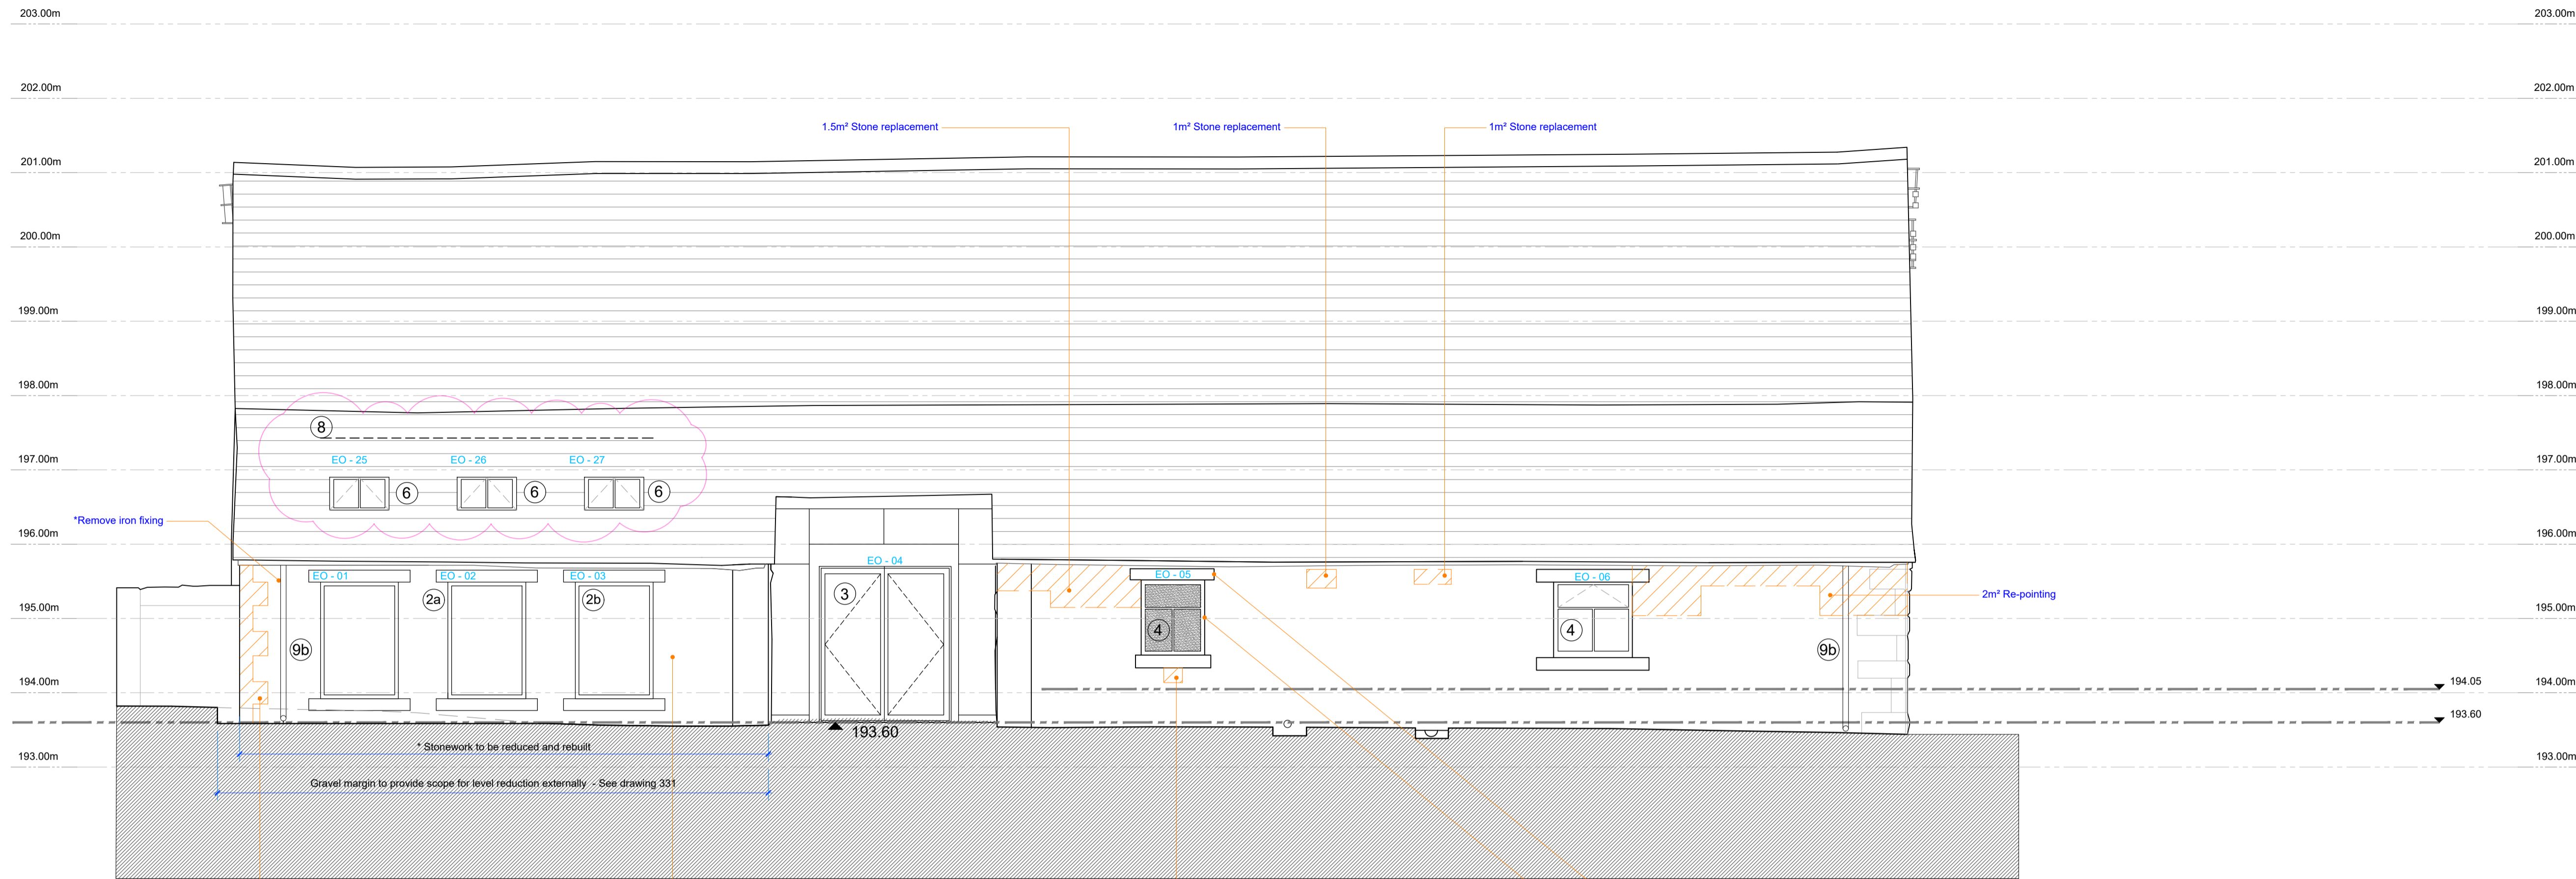 203.00m 203.00m
202.00m 202.00m
1.5m² Stone replacement 1m² Stone replacement 1m² Stone replacement
201.00m 201.00m
200.00m 200.00m
199.00m 199.00m
198.00m 198.00m
8
EO - 25 EO - 26 EO - 27
197.00m 197.00m
6 6 6
*Remove iron fixing
196.00m 196.00m
EO - 04
EO - 01 EO - 02 EO - 03 EO - 05 EO - 06
2a 2b 3 2m² Re-pointing
195.00m 195.00m
4 4
9b 9b
194.00m 194.05 194.00m
193.60
193.60
* Stonework to be reduced and rebuilt
193.00m 193.00m
Gravel margin to provide scope for level reduction externally - See drawing 331